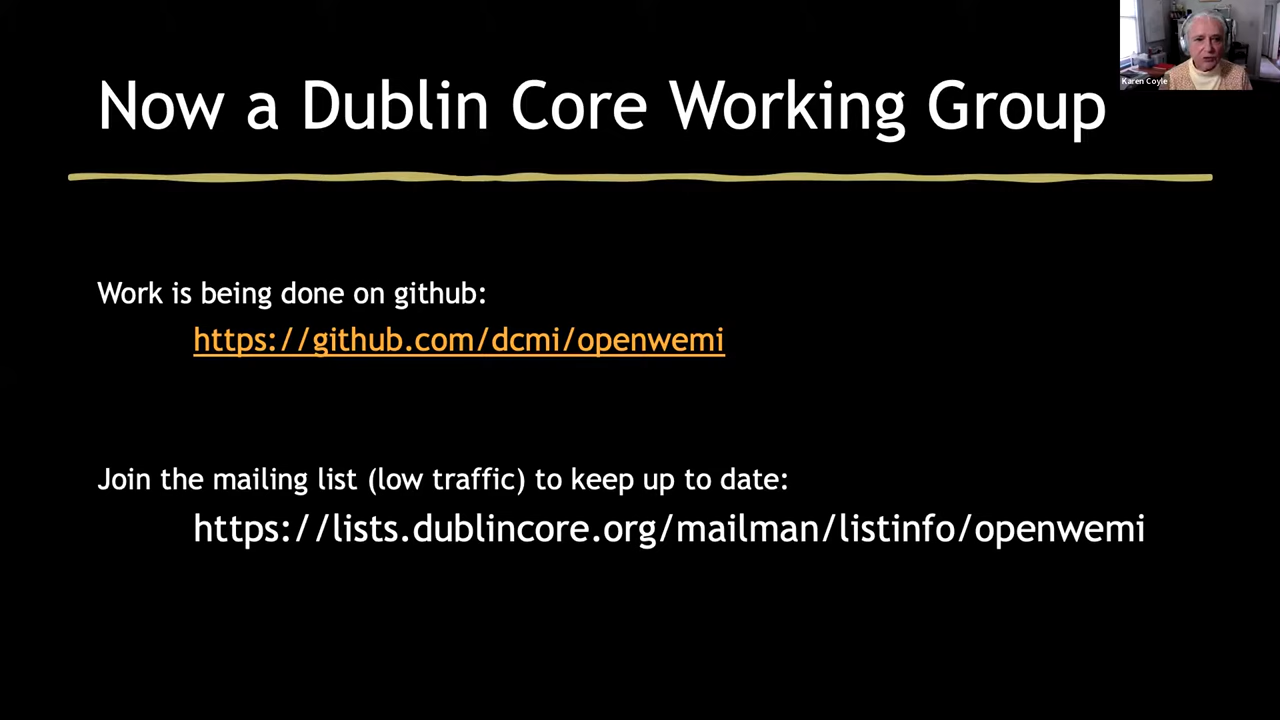 Now a Dublin Core Working Group
Karen Coyle
Work is being done on github:
https://github.com/dcmi/openwemi
Join the mailing list (low traffic) to keep up to date:
https://lists.dublincore.org/mailman/listinfo/openwemi